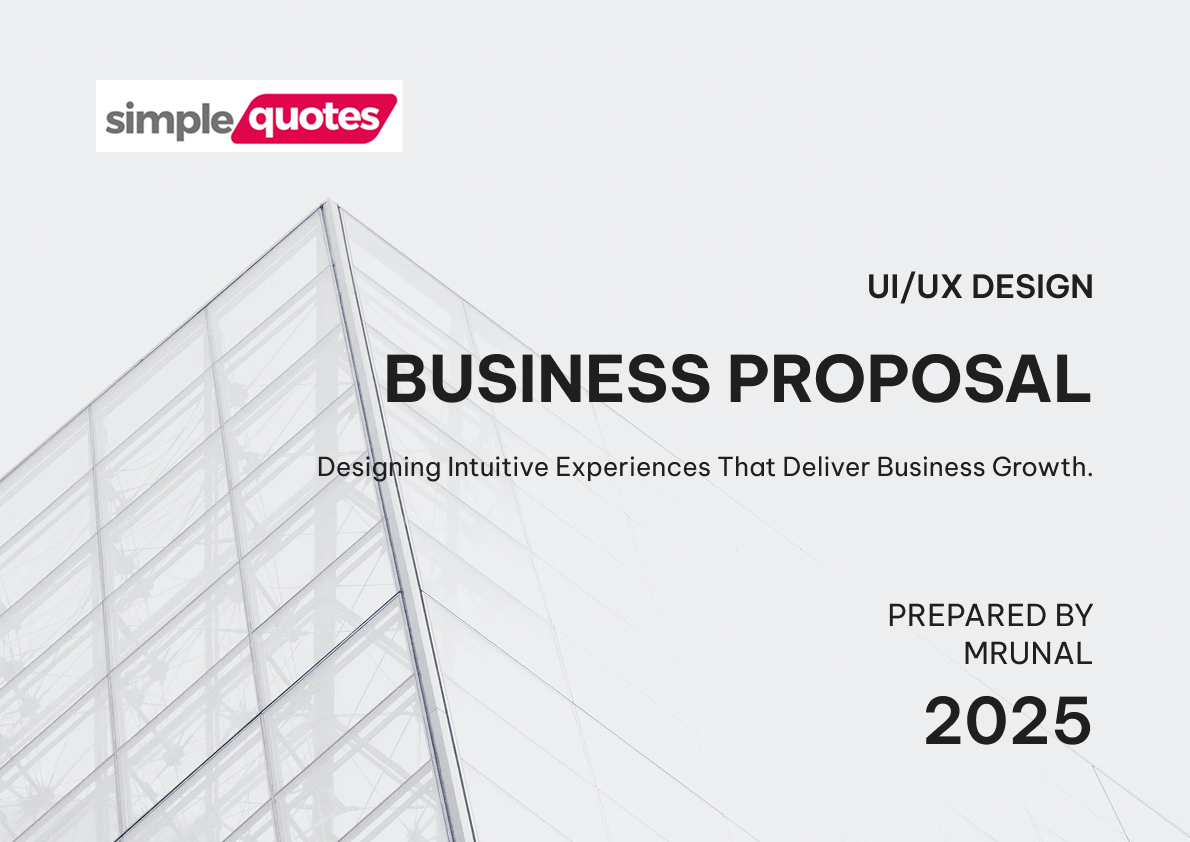 simple quotes
UI/UX DESIGN
BUSINESS PROPOSAL
Designing Intuitive Experiences That Deliver Business Growth.
PREPARED BY
MRUNAL
2025